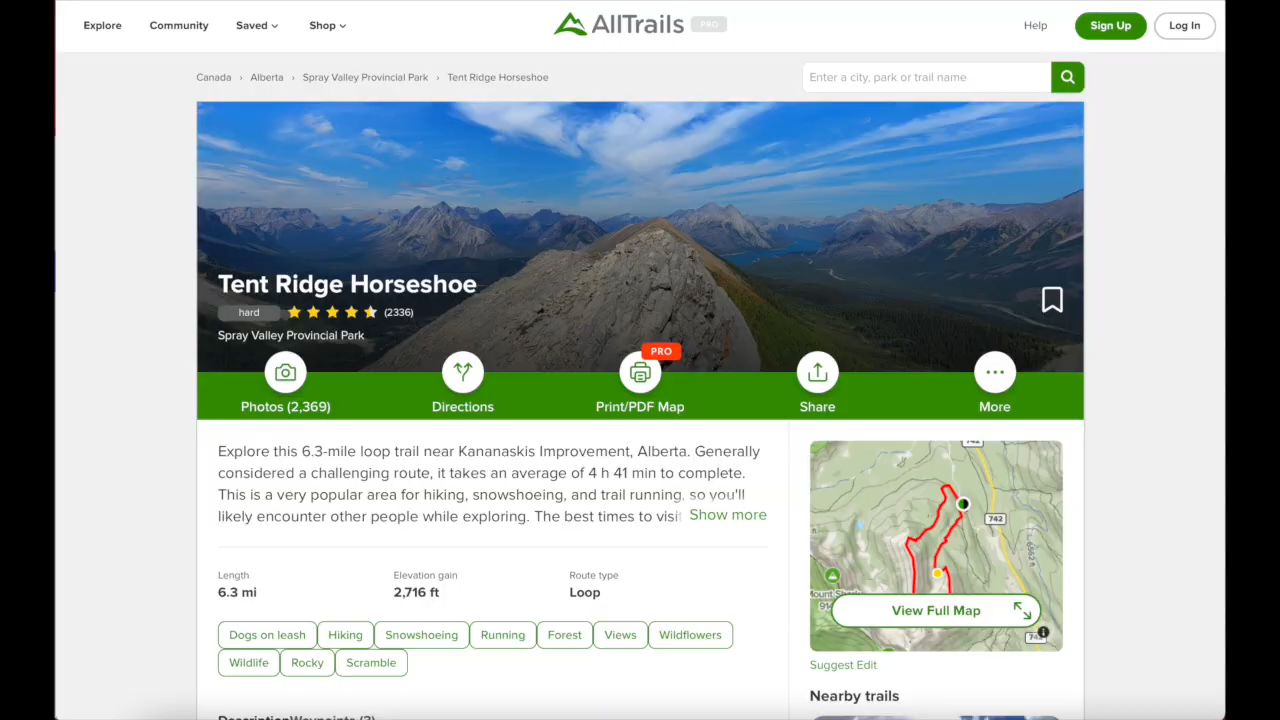 Explore Community Saved Shop AllTrails PRO Help Sign Up Log In
Canada › Alberta › Spray Valley Provincial Park › Tent Ridge Horseshoe
Enter a city, park or trail name
Tent Ridge Horseshoe
hard (2336)
Spray Valley Provincial Park
PRO
Photos (2,369) Directions Print/PDF Map Share More
Explore this 6.3-mile loop trail near Kananaskis Improvement, Alberta. Generally
considered a challenging route, it takes an average of 4 h 41 min to complete.
This is a very popular area for hiking, snowshoeing, and trail running, so you'll
likely encounter other people while exploring. The best times to visit Show more
Length Elevation gain Route type
6.3 mi 2,716 ft Loop
Dogs on leash Hiking Snowshoeing Running Forest Views Wildflowers
Wildlife Rocky Scramble
742
742
View Full Map
Suggest Edit
Nearby trails